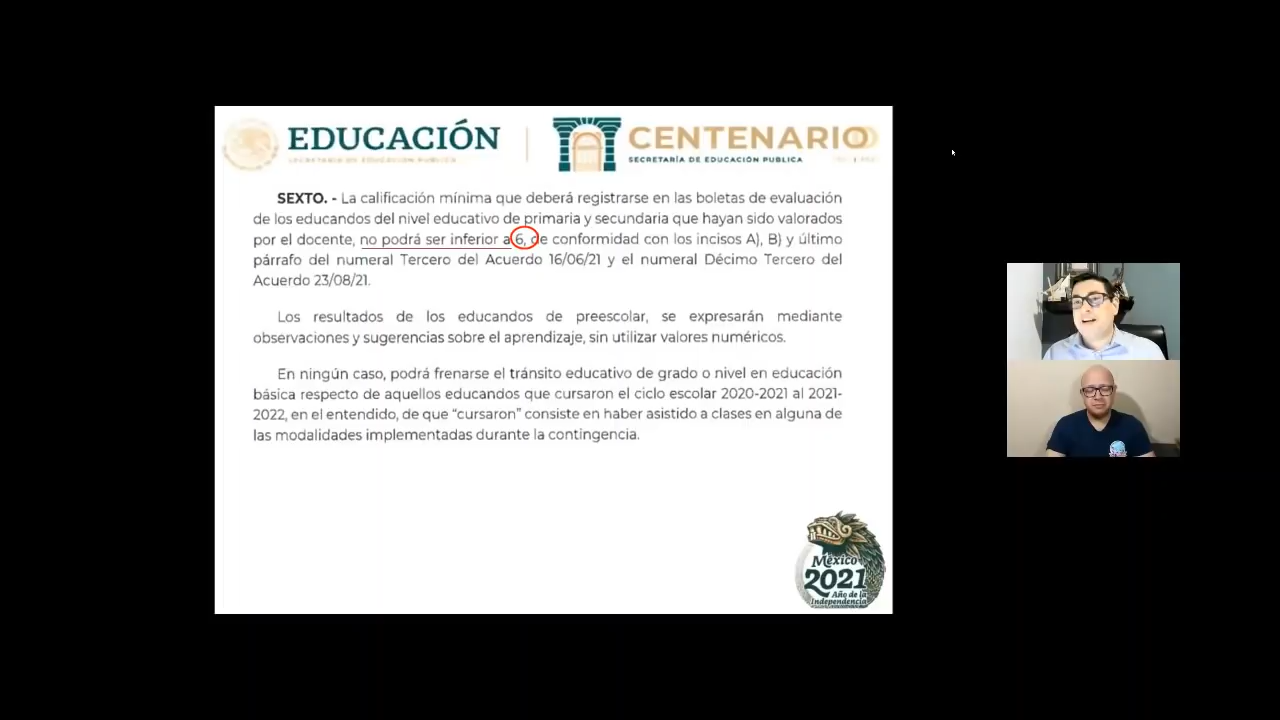 EDUCACIÓN
SECRETARÍA DE EDUCACIÓN PÚBLICA
CENTENARIO
SECRETARÍA DE EDUCACIÓN PUBLICA
SEXTO. - La calificación mínima que deberá registrarse en las boletas de evaluación
de los educandos del nivel educativo de primaria y secundaria que hayan sido valorados
por el docente, no podrá ser inferior a 6, de conformidad con los incisos A), B) y último
párrafo del numeral Tercero del Acuerdo 16/06/21 y el numeral Décimo Tercero del
Acuerdo 23/08/21.
Los resultados de los educandos de preescolar, se expresarán mediante
observaciones y sugerencias sobre el aprendizaje, sin utilizar valores numéricos.
En ningún caso, podrá frenarse el tránsito educativo de grado o nivel en educación
básica respecto de aquellos educandos que cursaron el ciclo escolar 2020-2021 al 2021-
2022, en el entendido, de que “cursaron” consiste en haber asistido a clases en alguna de
las modalidades implementadas durante la contingencia.
México
2021
Año de la
Independencia